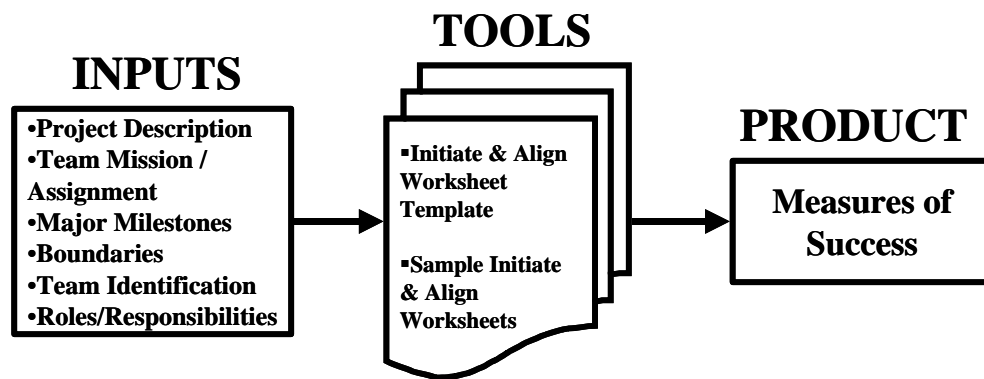 INPUTS
•Project Description
•Team Mission /
Assignment
•Major Milestones
•Boundaries
•Team Identification
•Roles/Responsibilities
TOOLS
▪Initiate & Align
Worksheet
Template
▪Sample Initiate
& Align
Worksheets
PRODUCT
Measures of
Success